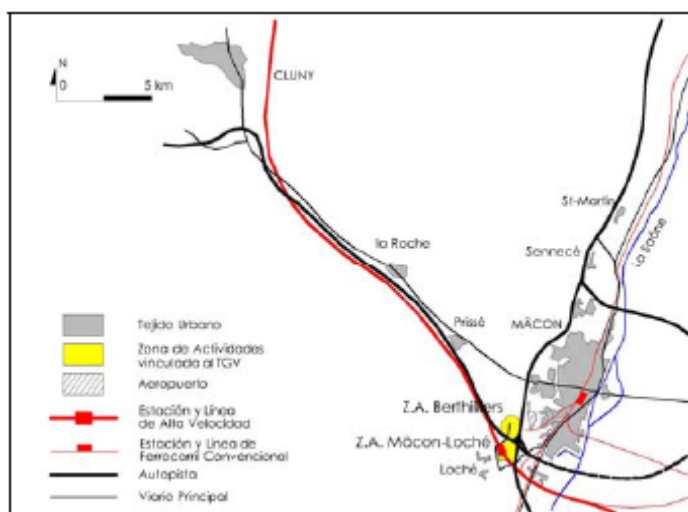 N
0
5 km
CLUNY
St-Martin
La Saône
la Roche
Sennecé
Prissé
MÂCON
Z.A. Berthilliers
Z.A. Mâcon-Loché
Loché
Tejido Urbano
Zona de Actividades
vinculada al TGV
Aeropuerto
Estación y Línea
de Alta Velocidad
Estación y Línea de
Ferrocarril Convencional
Autopista
Viario Principal